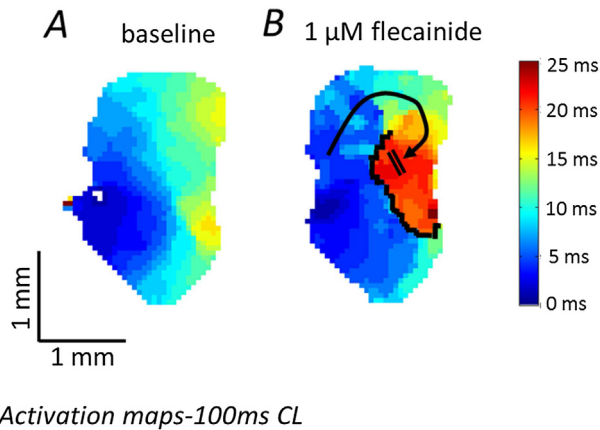 A
baseline
B
1 µM flecainide
25 ms
20 ms
15 ms
10 ms
5 ms
0 ms
1 mm
1 mm
Activation maps-100ms CL